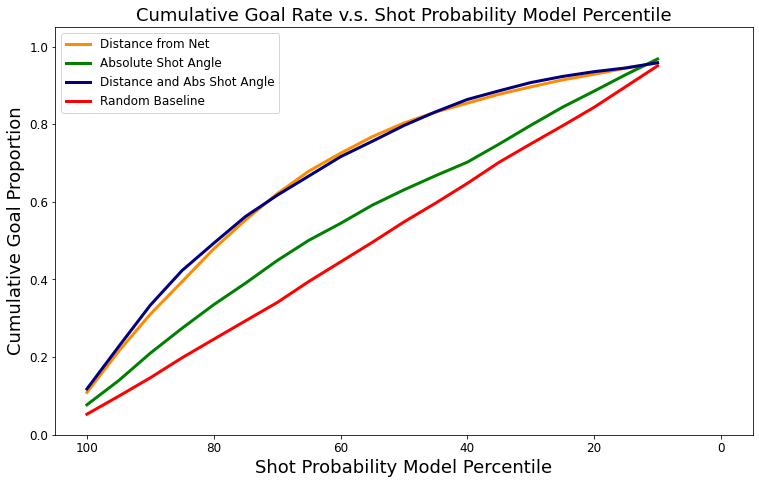 Cumulative Goal Rate v.s. Shot Probability Model Percentile
Distance from Net
Absolute Shot Angle
Distance and Abs Shot Angle
Random Baseline
Cumulative Goal Proportion
1.0
0.8
0.6
0.4
0.2
0.0
100 80 60 40 20 0
Shot Probability Model Percentile